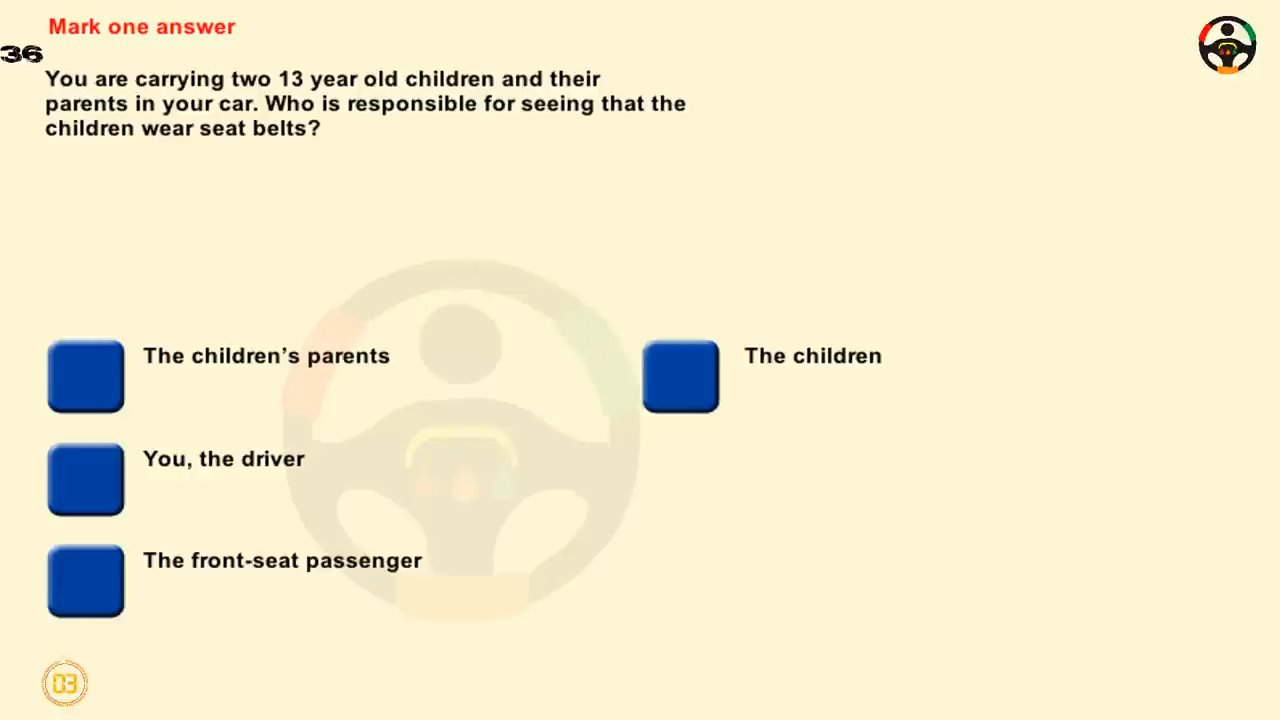 Mark one answer
36
You are carrying two 13 year old children and their
parents in your car. Who is responsible for seeing that the
children wear seat belts?
The children’s parents
The children
You, the driver
The front-seat passenger
03